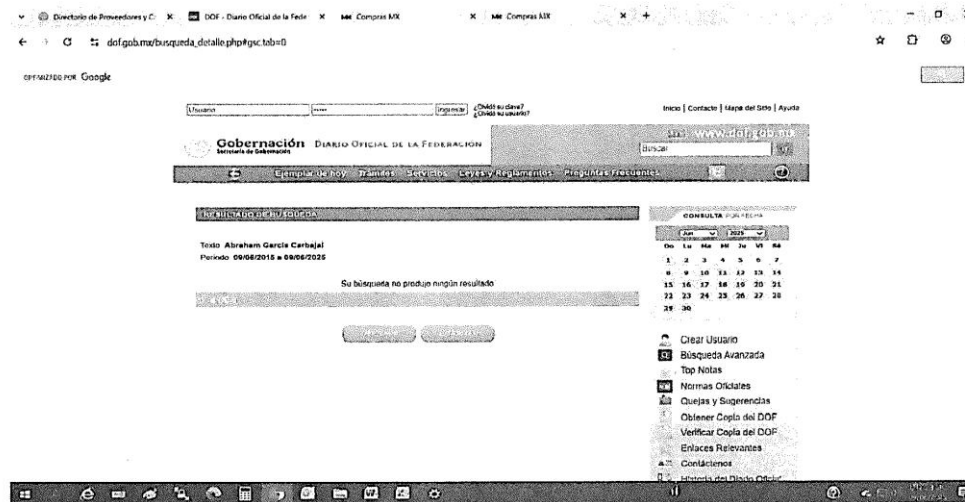 Directorio de Proveedores y C
DOF - Diario Oficial de la Fede
Compras MX
Compras MX
dof.gob.mx/busqueda_detalle.php#gsc.tab=0
Google
Usuario
Ingresar
¿Olvidó su clave?
¿Olvidó su usuario?
Inicio | Contacto | Mapa del Sitio | Ayuda
Gobernación
Secretaría de Gobernación
DIARIO OFICIAL DE LA FEDERACIÓN
www.dof.gob.mx
Buscar
Ejemplar de hoy Trámites Servicios Leyes y Reglamentos Preguntas Frecuentes
RESULTADO DE BÚSQUEDA
Texto Abraham Garcia Carbajal
Periodo 09/06/2015 a 09/06/2025
Su búsqueda no produjo ningún resultado
CONSULTA POR FECHA
Jun 2025
Do Lu Ma Mi Ju Vi Sá
1 2 3 4 5 6 7
8 9 10 11 12 13 14
15 16 17 18 19 20 21
22 23 24 25 26 27 28
29 30
Crear Usuario
Búsqueda Avanzada
Top Notas
Normas Oficiales
Quejas y Sugerencias
Obtener Copia del DOF
Verificar Copia del DOF
Enlaces Relevantes
Contáctenos
Historia del Diario Oficial